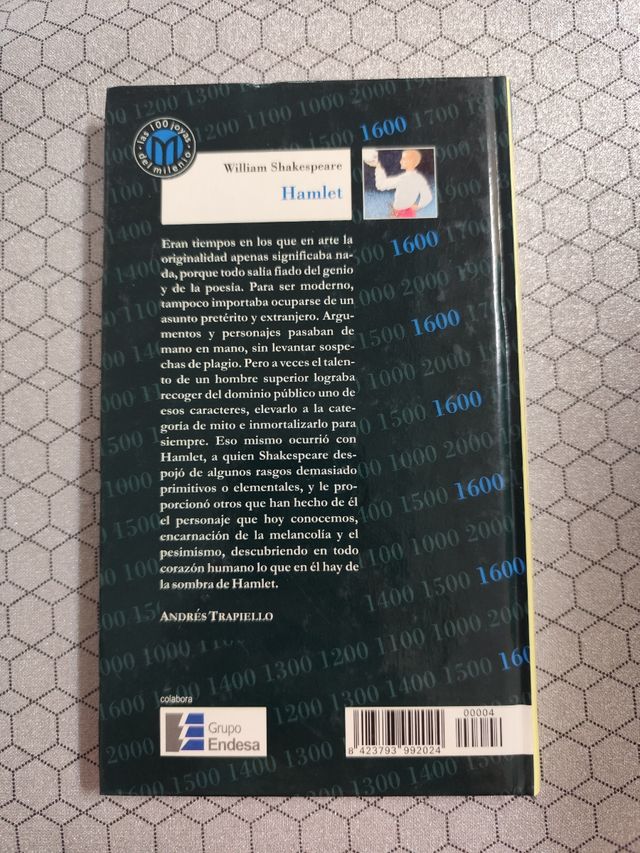 1600
las 100 joyas
del milenio
William Shakespeare
Hamlet
Eran tiempos en los que en arte la
originalidad apenas significaba na-
da, porque todo salía fiado del genio
y de la poesía. Para ser moderno,
tampoco importaba ocuparse de un
asunto pretérito y extranjero. Argu-
mentos y personajes pasaban de
mano en mano, sin levantar sospe-
chas de plagio. Pero a veces el talen-
to de un hombre superior lograba
recoger del dominio público uno de
esos caracteres, elevarlo a la cate-
goría de mito e inmortalizarlo para
siempre. Eso mismo ocurrió con
Hamlet, a quien Shakespeare des-
pojó de algunos rasgos demasiado
primitivos o elementales, y le pro-
porcionó otros que han hecho de él
el personaje que hoy conocemos,
encarnación de la melancolía y el
pesimismo, descubriendo en todo
corazón humano lo que en él hay de
la sombra de Hamlet.
ANDRÉS TRAPIELLO
1600
1600
1600
1600
1600
colabora
Grupo
Endesa
00004
8 423793 992024